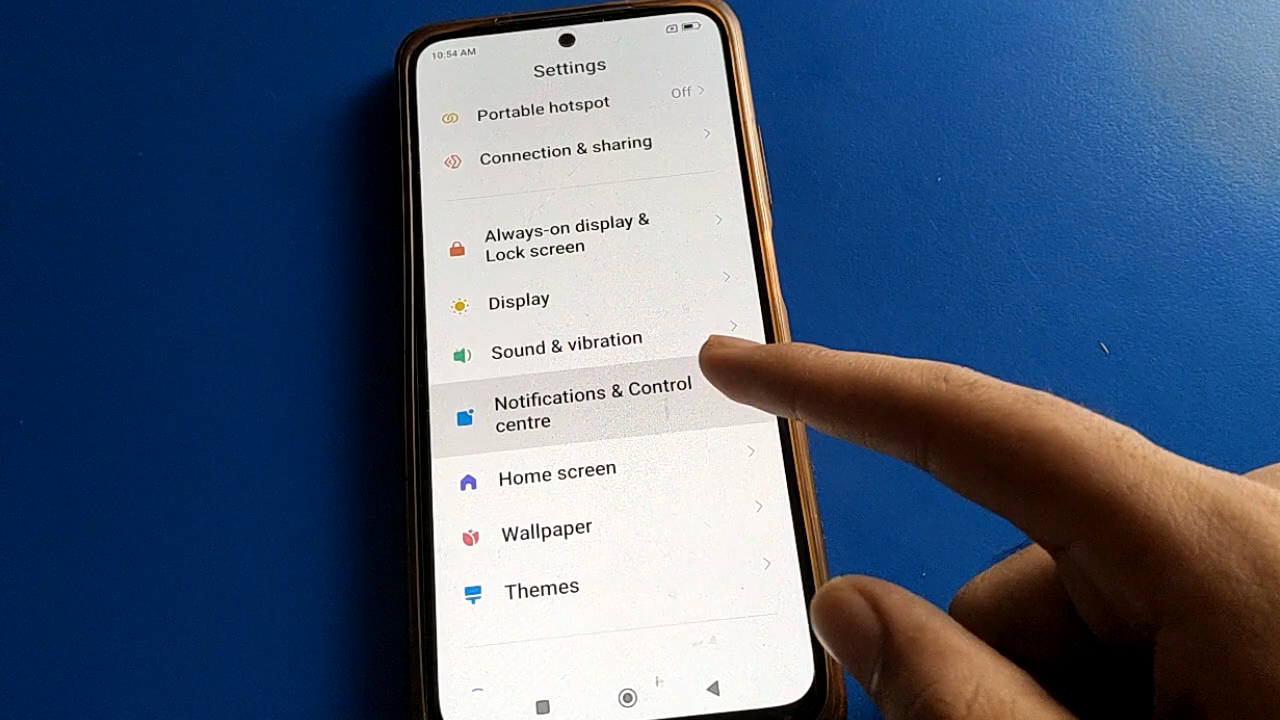 10:54 AM
Settings
Portable hotspot
Off
Connection & sharing
Always-on display &
Lock screen
Display
Sound & vibration
Notifications & Control
centre
Home screen
Wallpaper
Themes